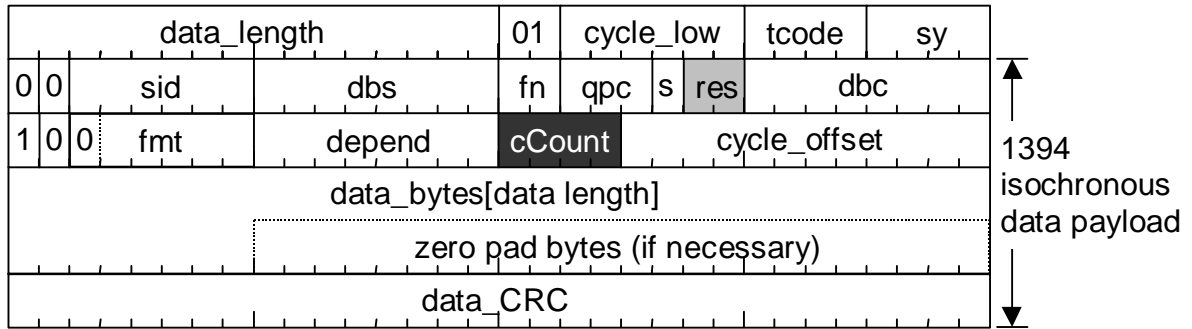 data_length 01 cycle_low tcode sy
0 0 sid dbs fn qpc s res dbc
1 0 0 fmt depend cCount cycle_offset
data_bytes[data length]
zero pad bytes (if necessary)
data_CRC
1394
isochronous
data payload